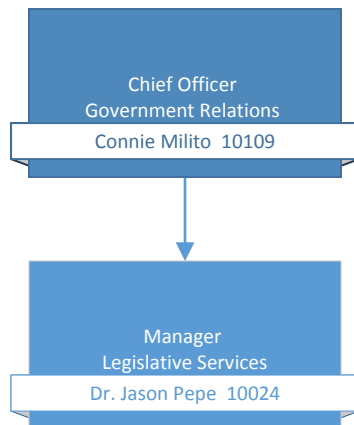 Chief Officer
Government Relations
Connie Milito 10109
Manager
Legislative Services
Dr. Jason Pepe 10024